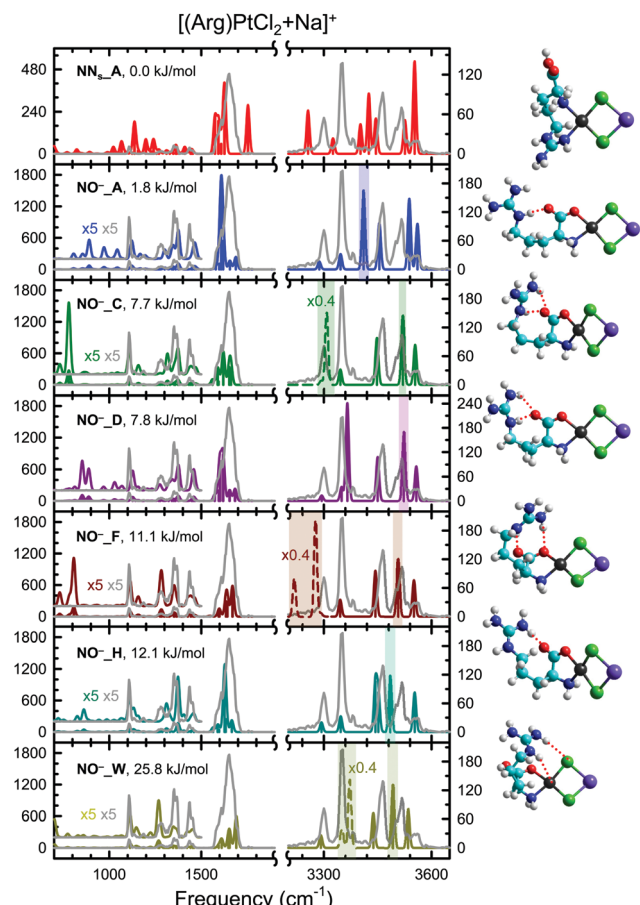 [(Arg)PtCl₂+Na]⁺
NNₛ_A, 0.0 kJ/mol
480
240
0
120
60
0
NO⁻_A, 1.8 kJ/mol
x5 x5
1800
1200
600
0
180
120
60
0
NO⁻_C, 7.7 kJ/mol
x0.4
x5 x5
1800
1200
600
0
180
120
60
0
NO⁻_D, 7.8 kJ/mol
x5 x5
1800
1200
600
0
240
180
120
60
0
NO⁻_F, 11.1 kJ/mol
x0.4
x5 x5
1800
1200
600
0
180
120
60
0
NO⁻_H, 12.1 kJ/mol
x5 x5
1800
1200
600
0
180
120
60
0
NO⁻_W, 25.8 kJ/mol
x0.4
x5 x5
1800
1200
600
0
180
120
60
0
1000 1500 3300 3600
Frequency (cm⁻¹)